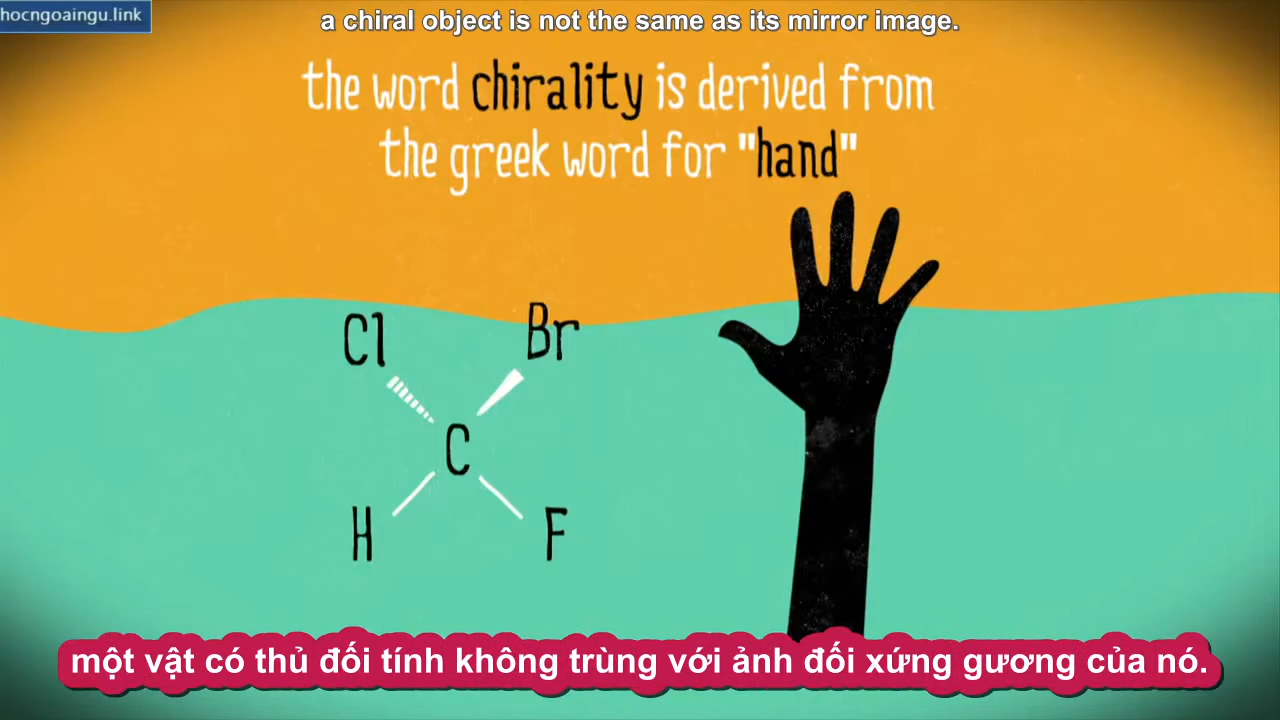 hocngoaingu.link
a chiral object is not the same as its mirror image.
the word chirality is derived from
the greek word for "hand"
Cl
Br
C
H
F
một vật có thủ đối tính không trùng với ảnh đối xứng gương của nó.